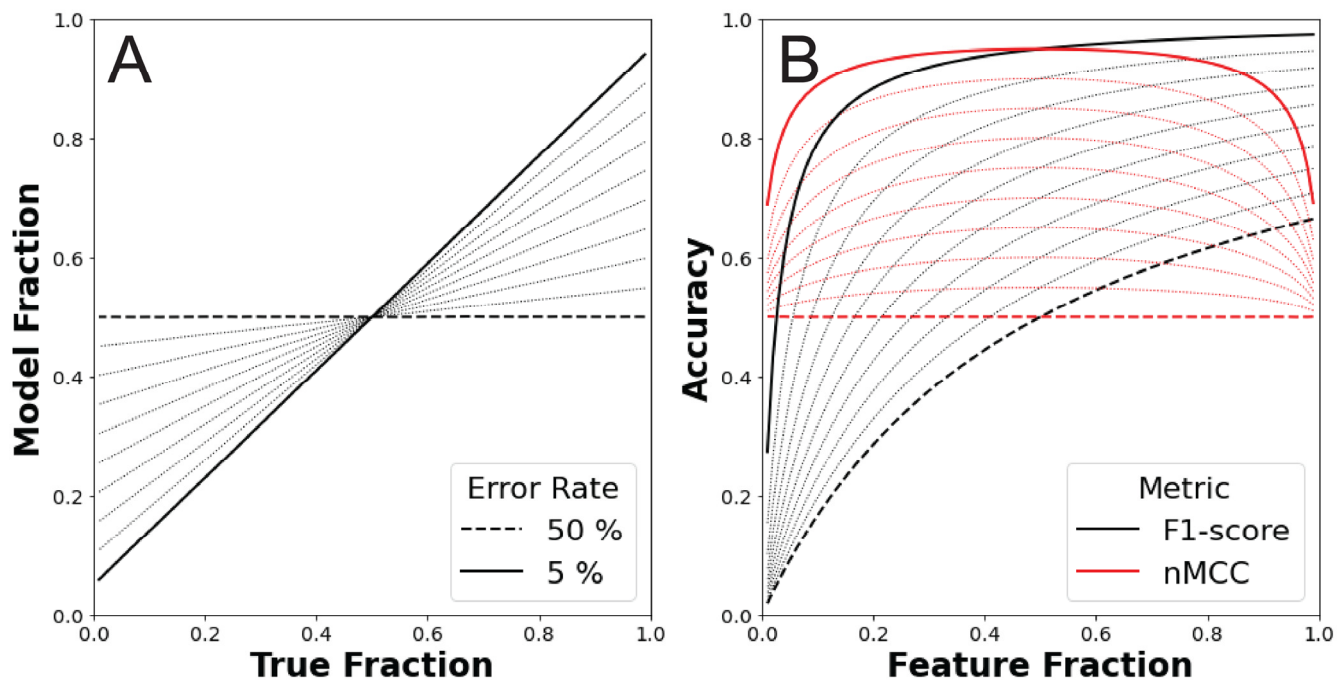 A
1.0
0.8
0.6
0.4
0.2
0.0
Model Fraction
0.0 0.2 0.4 0.6 0.8 1.0
True Fraction
Error Rate
50 %
5 %
B
1.0
0.8
0.6
0.4
0.2
0.0
Accuracy
0.0 0.2 0.4 0.6 0.8 1.0
Feature Fraction
Metric
F1-score
nMCC